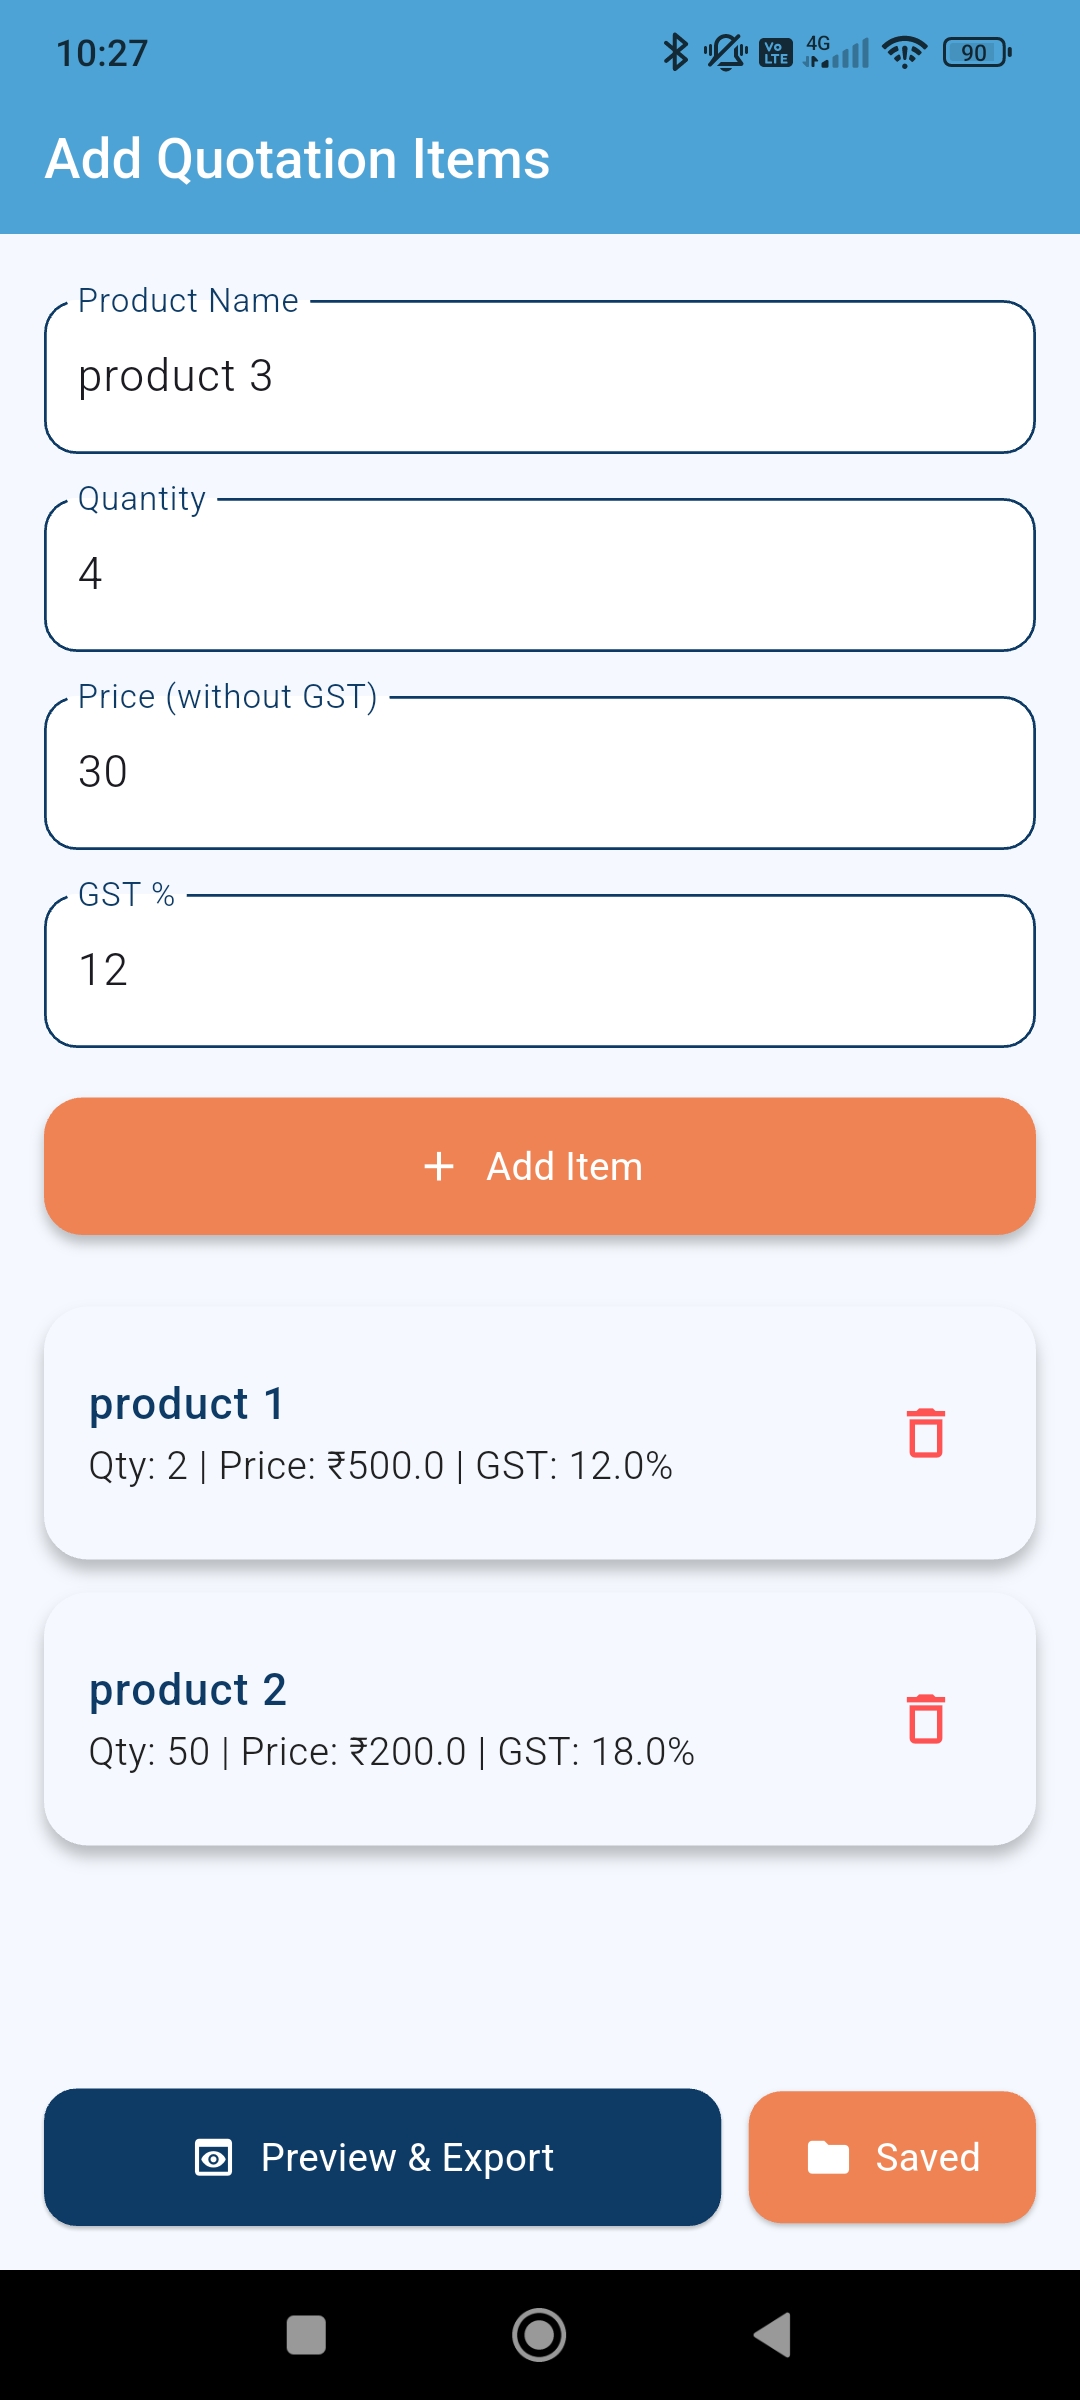 10:27
Vo LTE
4G
90
Add Quotation Items
Product Name
product 3
Quantity
4
Price (without GST)
30
GST %
12
+ Add Item
product 1
Qty: 2 | Price: ₹500.0 | GST: 12.0%
product 2
Qty: 50 | Price: ₹200.0 | GST: 18.0%
Preview & Export
Saved